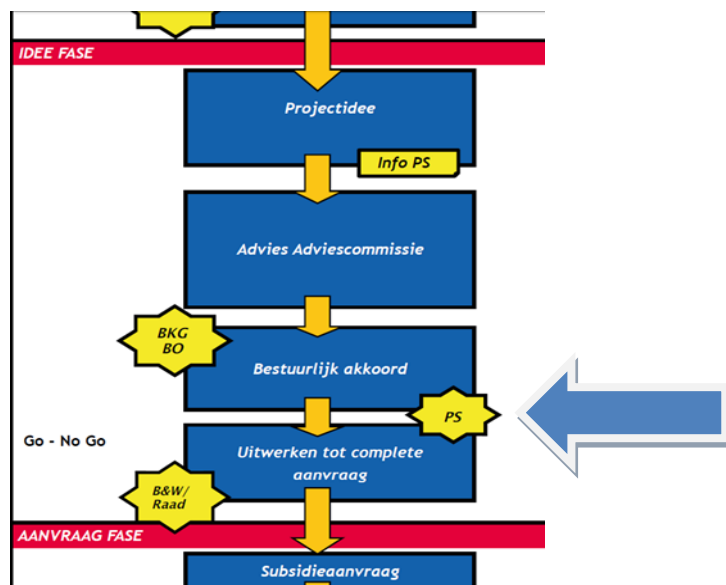 IDEE FASE
Projectidee
Info PS
Advies Adviescommissie
BKG
BO
Bestuurlijk akkoord
PS
Go - No Go
Uitwerken tot complete
aanvraag
B&W/
Raad
AANVRAAG FASE
Subsidieaanvraag